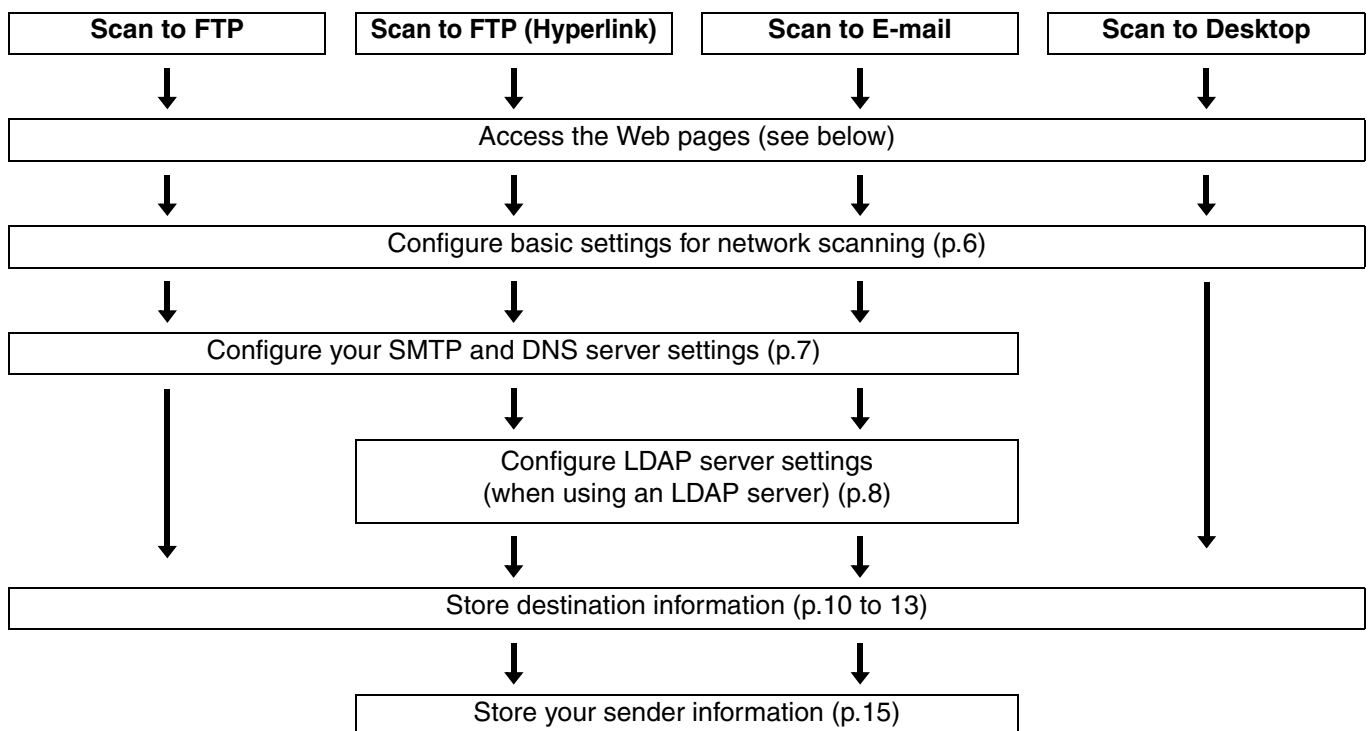 Scan to FTP
Scan to FTP (Hyperlink)
Scan to E-mail
Scan to Desktop
Access the Web pages (see below)
Configure basic settings for network scanning (p.6)
Configure your SMTP and DNS server settings (p.7)
Configure LDAP server settings
(when using an LDAP server) (p.8)
Store destination information (p.10 to 13)
Store your sender information (p.15)